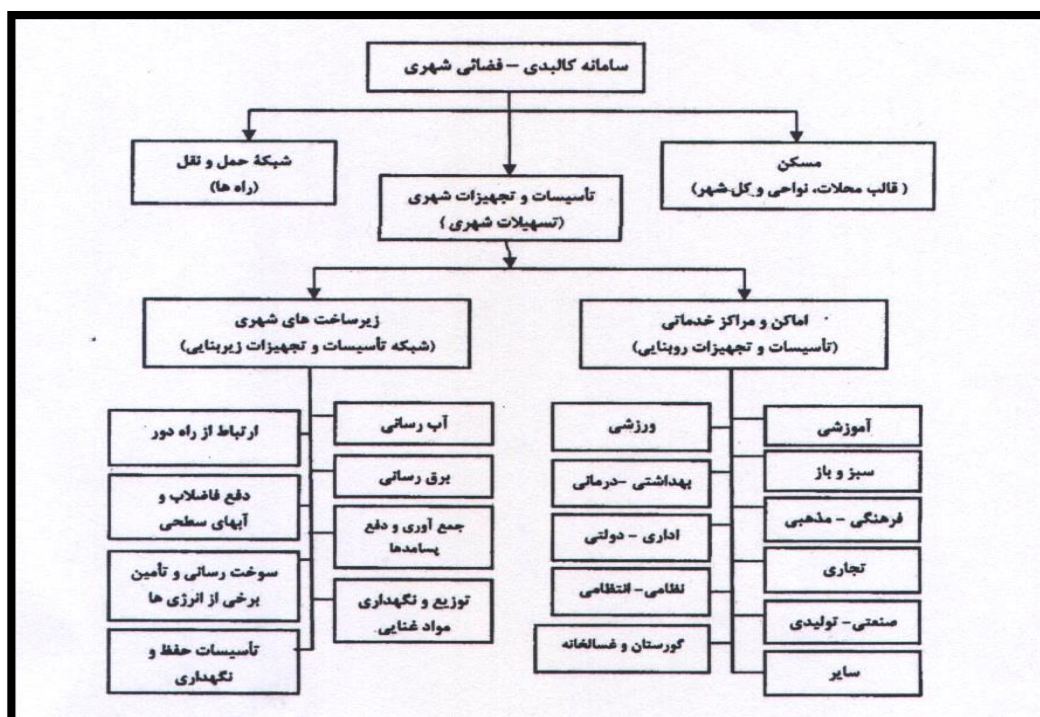 سامانه کالبدی – فضائی شهری
مسکن
( قالب محلات، نواحی و کل شهر)
شبکهٔ حمل و نقل
(راه ها)
تأسیسات و تجهیزات شهری
(تسهیلات شهری )
اماکن و مراکز خدماتی
(تأسیسات و تجهیزات روبنایی)
زیرساخت های شهری
(شبکه تأسیسات و تجهیزات زیربنایی)
آموزشی
سبز و باز
فرهنگی – مذهبی
تجاری
صنعتی- تولیدی
سایر
ورزشی
بهداشتی -درمانی
اداری - دولتی
نظامی- انتظامی
گورستان و غسالخانه
آب رسانی
برق رسانی
جمع آوری و دفع
پسامدها
توزیع و نگهداری
مواد غنایی.
ارتباط از راه دور
دفع فاضلاب و
آبهای سطحی
سوخت رسانی و تأمین
برخی از انرژی ها
تأسیسات حفظ و
نگهداری